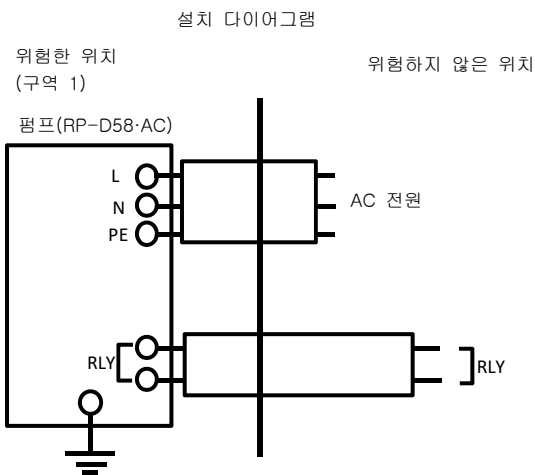 설치 다이어그램
위험한 위치
(구역 1)
위험하지 않은 위치
펌프(RP-D58·AC)
L
N
PE
AC 전원
RLY
RLY